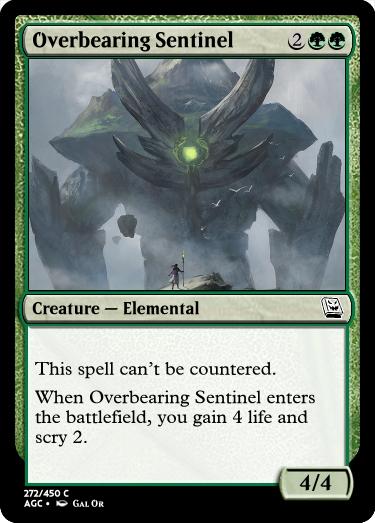 Overbearing Sentinel 2
Creature — Elemental
This spell can't be countered.
When Overbearing Sentinel enters
the battlefield, you gain 4 life and
scry 2.
4/4
272/450 C
AGC • Gal Or